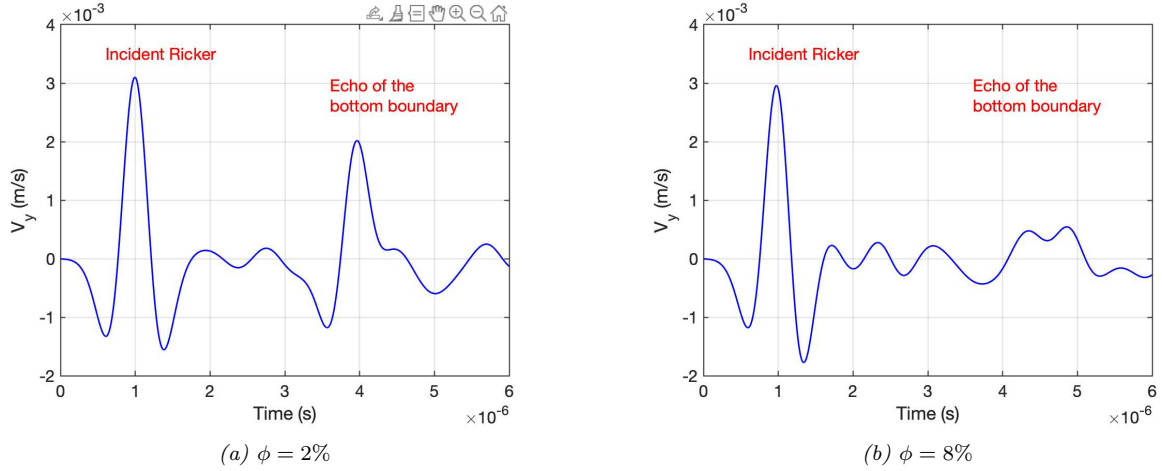 4 ×10⁻³
Incident Ricker
Echo of the
bottom boundary
3
2
1
0
-1
-2
V_y (m/s)
0 1 2 3 4 5 6
Time (s) ×10⁻⁶
(a) ϕ = 2%
4 ×10⁻³
Incident Ricker
Echo of the
bottom boundary
3
2
1
0
-1
-2
V_y (m/s)
0 1 2 3 4 5 6
Time (s) ×10⁻⁶
(b) ϕ = 8%